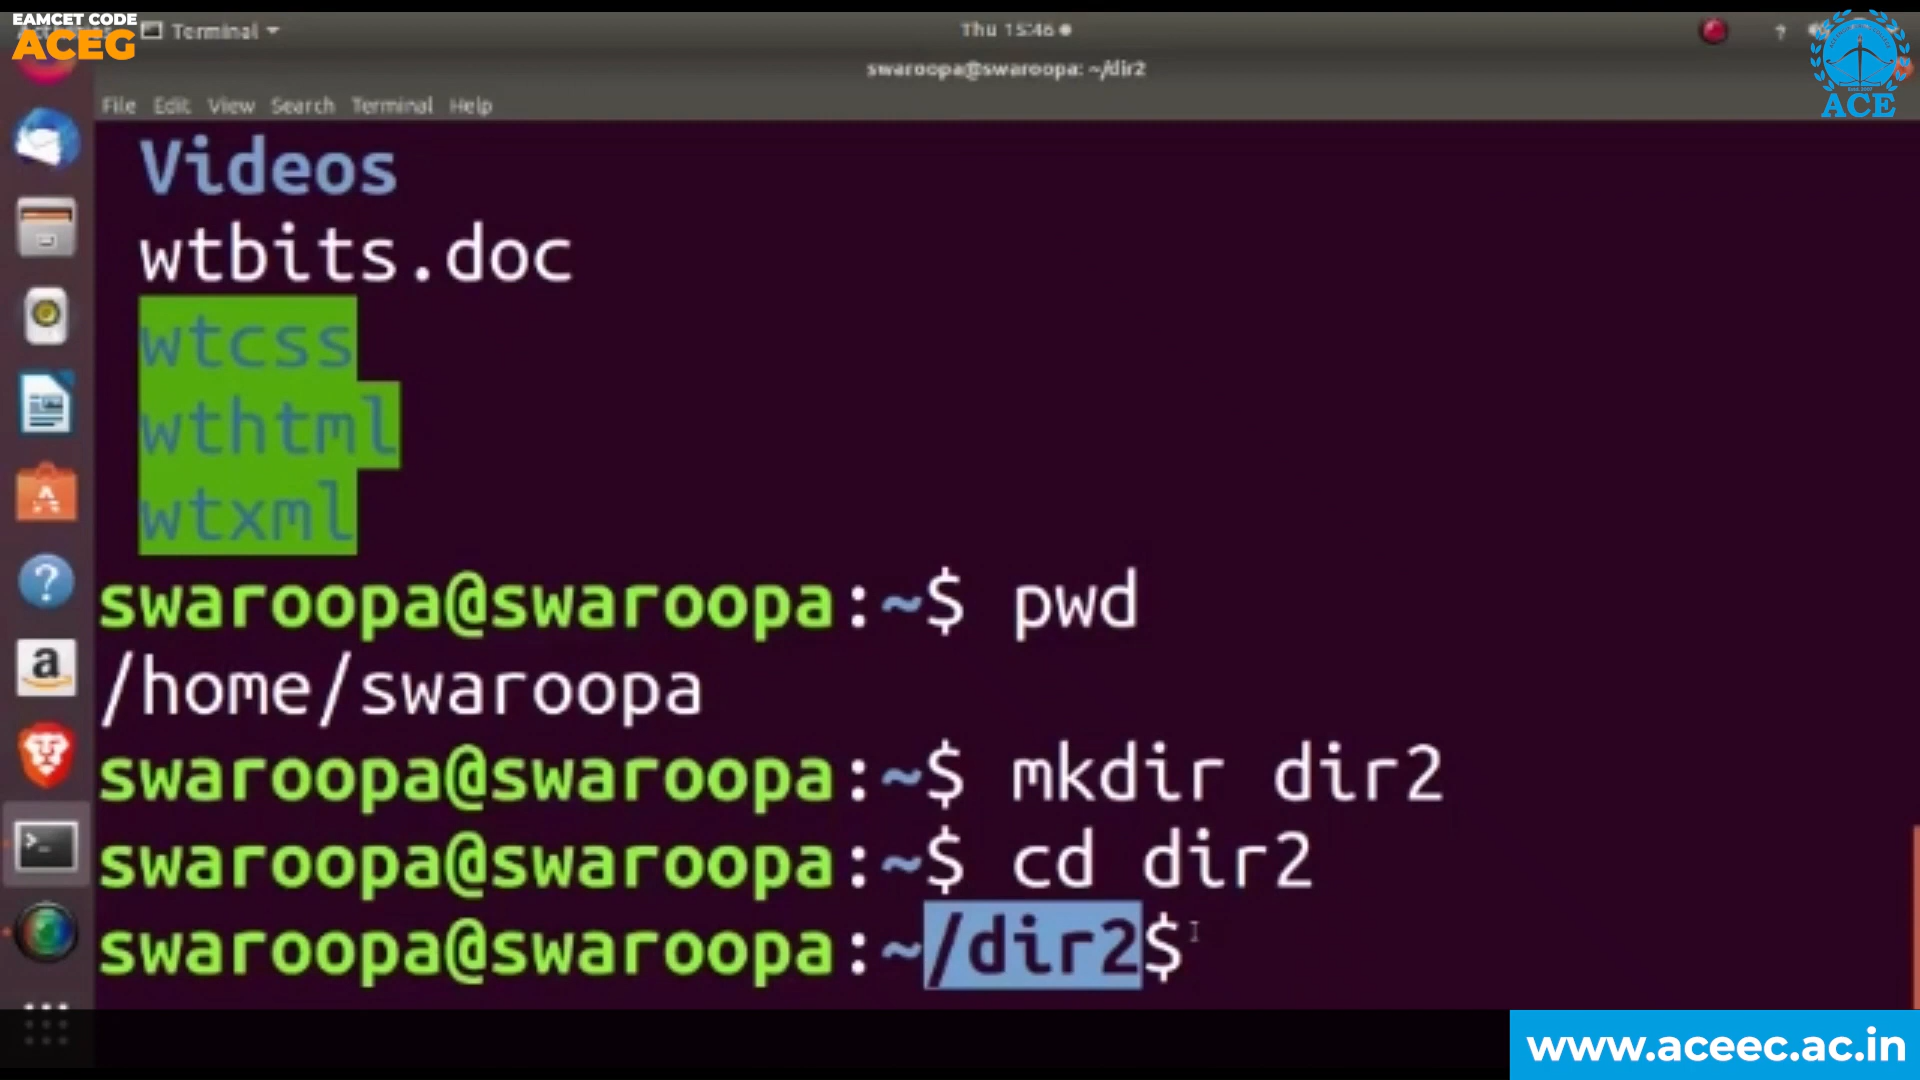 EAMCET CODE
ACEG
Terminal
Thu 15:46
swaroopa@swaroopa: ~/dir2
ACE
File Edit View Search Terminal Help
Videos
wtbits.doc
wtcss
wthtml
wtxml
swaroopa@swaroopa:~$ pwd
/home/swaroopa
swaroopa@swaroopa:~$ mkdir dir2
swaroopa@swaroopa:~$ cd dir2
swaroopa@swaroopa:~/dir2$
www.aceec.ac.in